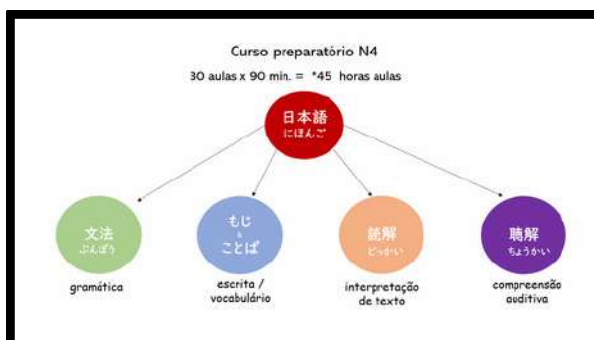 Curso preparatório N4
30 aulas x 90 min. = *45 horas aulas
日本語
にほんご
文法
ぶんぽう
gramática
もじ
&
ことば
escrita /
vocabulário
読解
どっかい
interpretação
de texto
聴解
ちょうかい
compreensão
auditiva